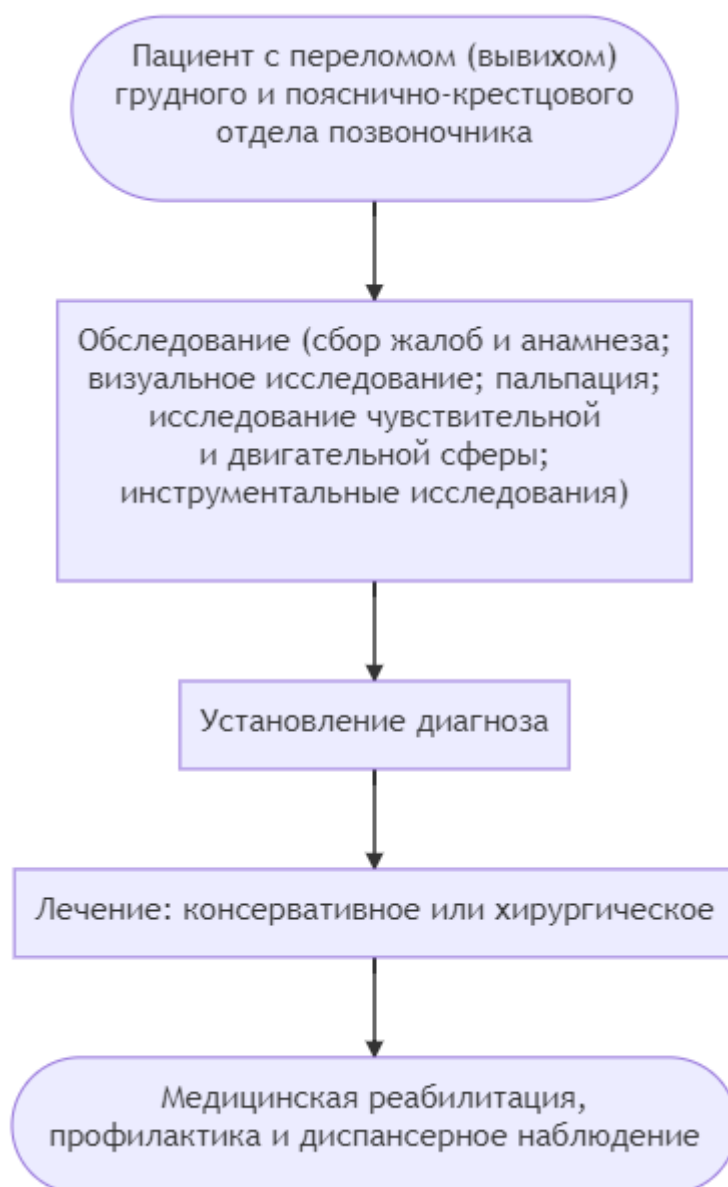 Пациент с переломом (вывихом)
грудного и пояснично-крестцового
отдела позвоночника
Обследование (сбор жалоб и анамнеза;
визуальное исследование; пальпация;
исследование чувствительной
и двигательной сферы;
инструментальные исследования)
Установление диагноза
Лечение: консервативное или хирургическое
Медицинская реабилитация,
профилактика и диспансерное наблюдение